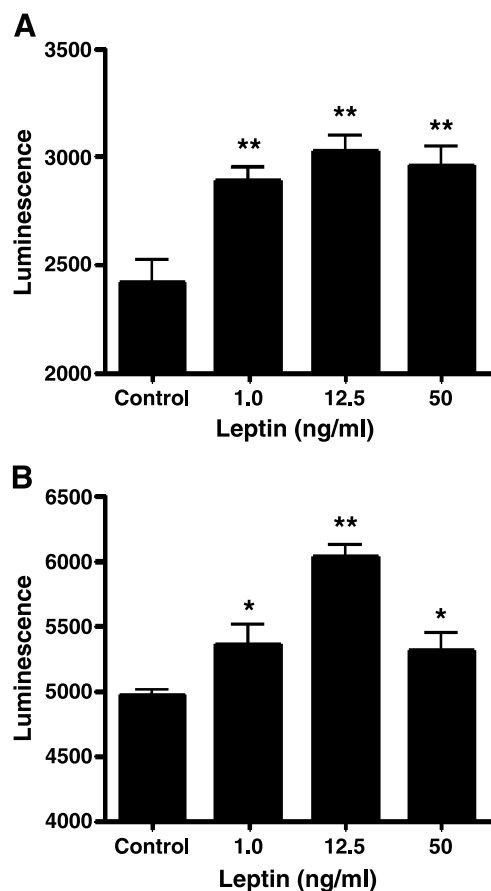 A
3500
3000
2500
2000
Luminescence
** ** **
Control 1.0 12.5 50
Leptin (ng/ml)
B
6500
6000
5500
5000
4500
4000
Luminescence
* ** *
Control 1.0 12.5 50
Leptin (ng/ml)